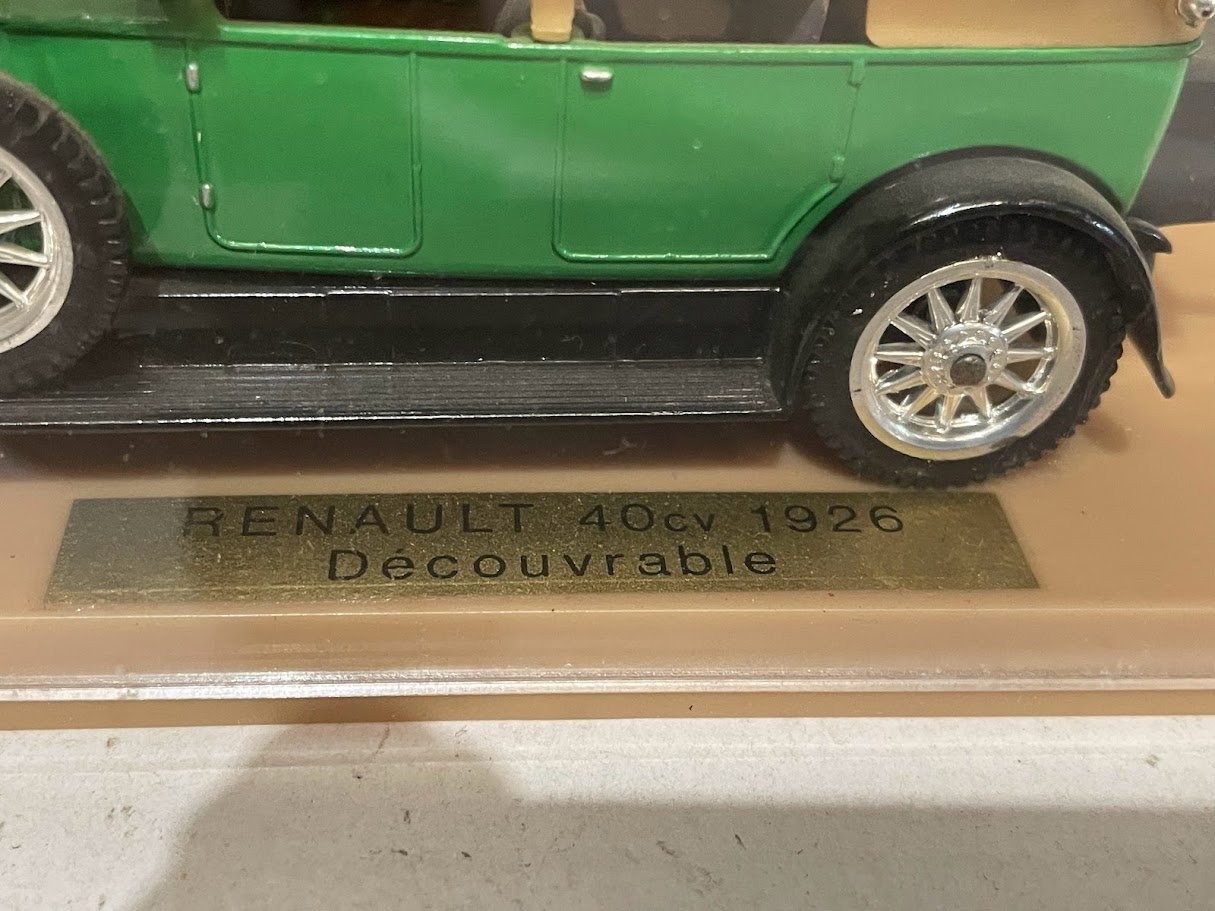 RENAULT 40cv 1926
Découvrable